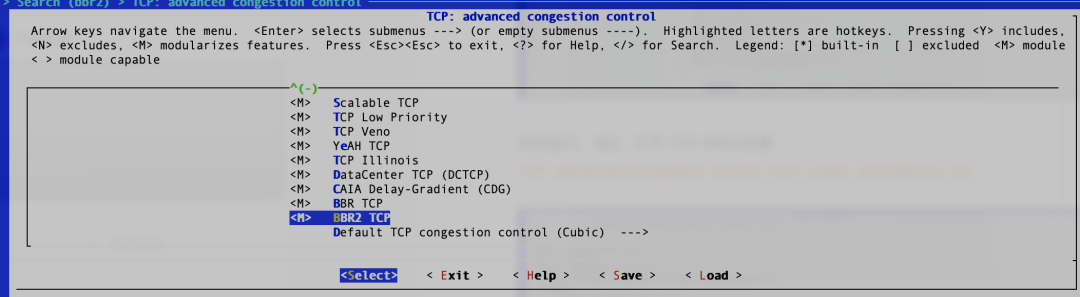 > Search (bbr2) > TCP: advanced congestion control
TCP: advanced congestion control
Arrow keys navigate the menu.  <Enter> selects submenus ---> (or empty submenus ----).  Highlighted letters are hotkeys.  Pressing <Y> includes,
<N> excludes, <M> modularizes features.  Press <Esc><Esc> to exit, <?> for Help, </> for Search.  Legend: [*] built-in  [ ] excluded  <M> module
< > module capable
^(-)
<M>   Scalable TCP
<M>   TCP Low Priority
<M>   TCP Veno
<M>   YeAH TCP
<M>   TCP Illinois
<M>   DataCenter TCP (DCTCP)
<M>   CAIA Delay-Gradient (CDG)
<M>   BBR TCP
<M>   BBR2 TCP
Default TCP congestion control (Cubic)  --->
<Select>    < Exit >    < Help >    < Save >    < Load >